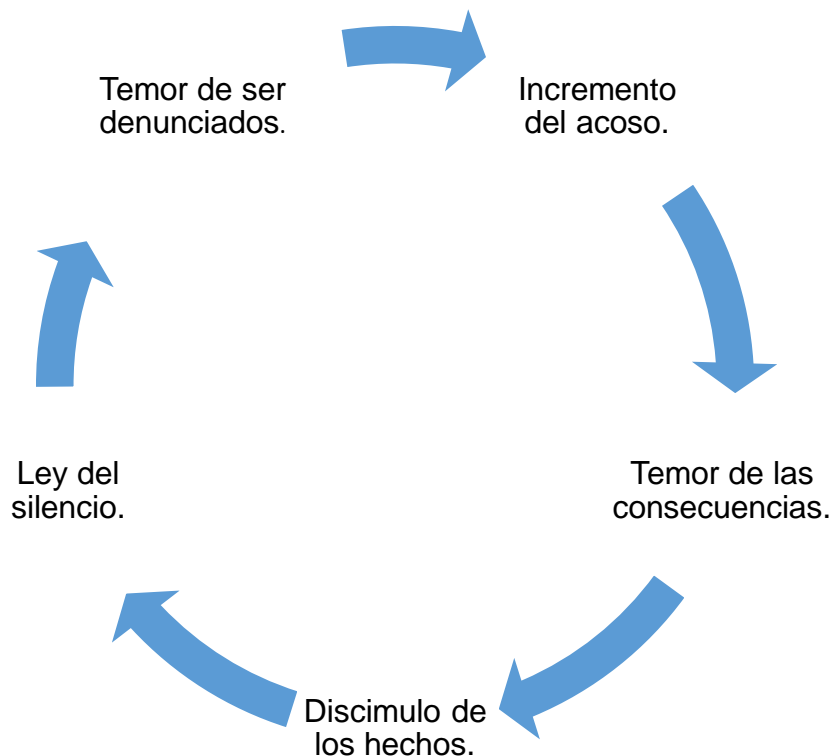 Temor de ser
denunciados.
Incremento
del acoso.
Temor de las
consecuencias.
Discimulo de
los hechos.
Ley del
silencio.